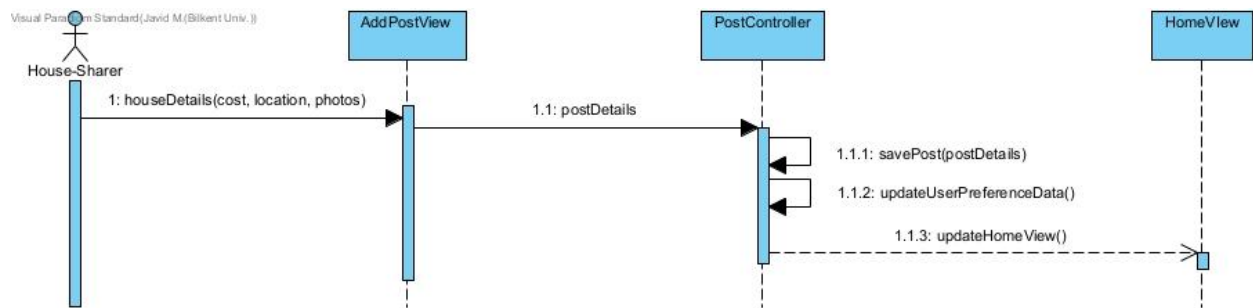 Visual Paradigm Standard(Javid M.(Bilkent Univ.))
AddPostView
PostController
HomeVIew
House-Sharer
1: houseDetails(cost, location, photos)
1.1: postDetails
1.1.1: savePost(postDetails)
1.1.2: updateUserPreferenceData()
1.1.3: updateHomeView()